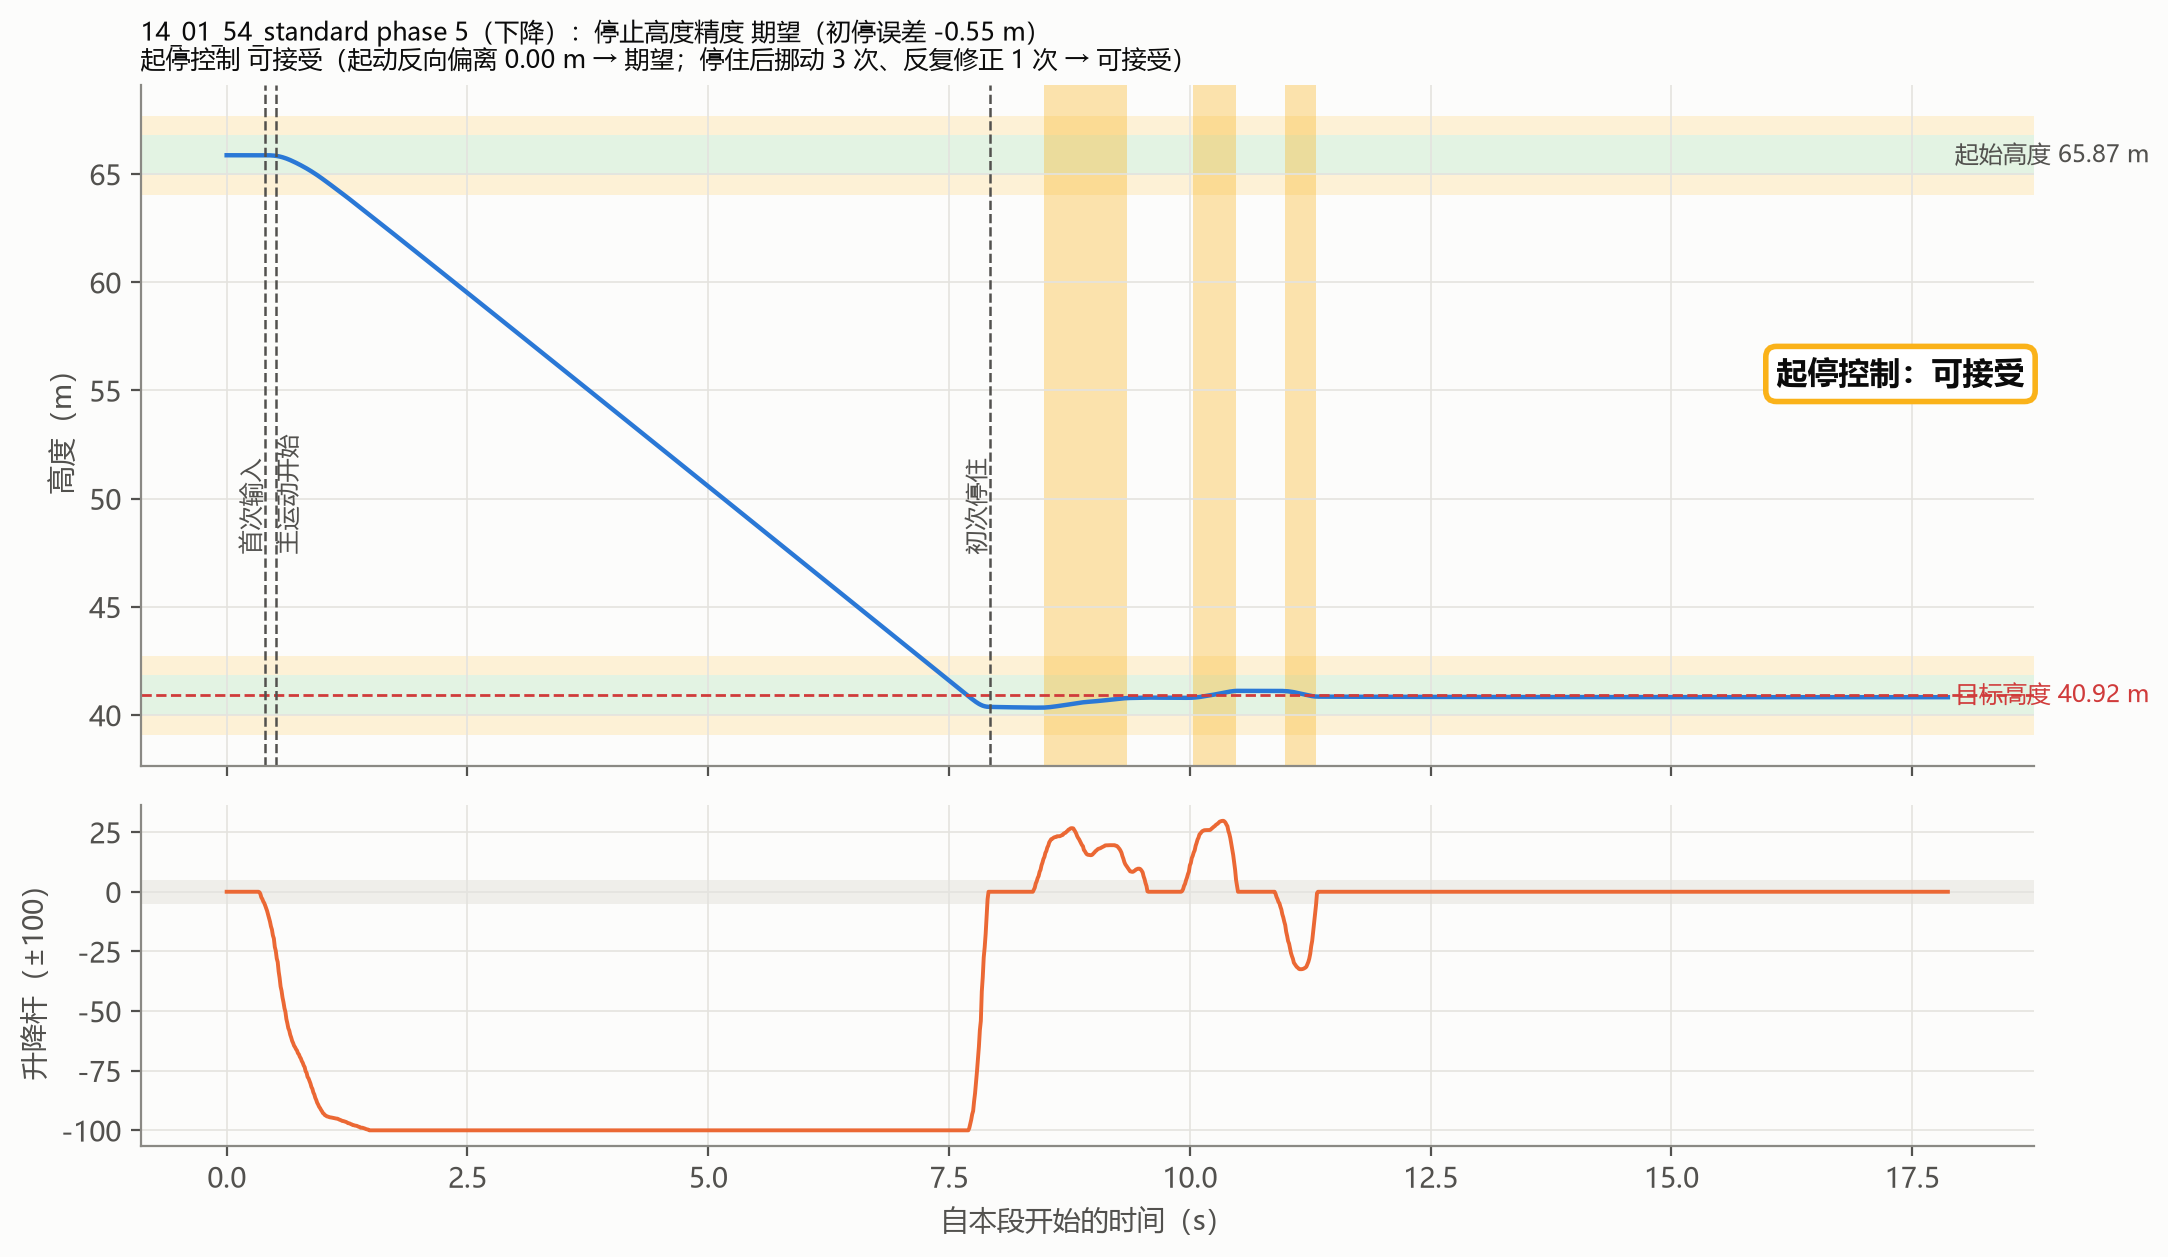 14_01_54_standard phase 5（下降）：停止高度精度 期望（初停误差 -0.55 m）
起停控制 可接受（起动反向偏离 0.00 m → 期望；停住后挪动 3 次、反复修正 1 次 → 可接受）
高度（m）
65
60
55
50
45
40
首次输入
主运动开始
初次停住
起始高度 65.87 m
起停控制：可接受
目标高度 40.92 m
升降杆（±100）
25
0
-25
-50
-75
-100
0.0
2.5
5.0
7.5
10.0
12.5
15.0
17.5
自本段开始的时间（s）